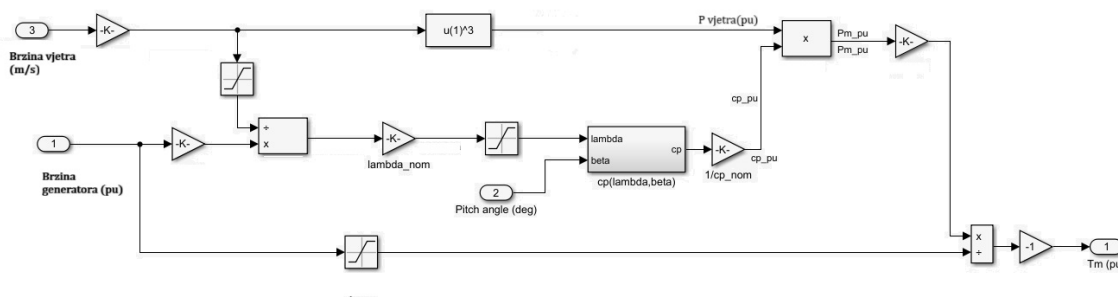 P vjetra(pu)
3
-K-
u(1)^3
x
Pm_pu
Pm_pu
-K-
Brzina vjetra
(m/s)
cp_pu
÷
x
-K-
1
-K-
lambda_nom
lambda
beta
cp
-K-
cp_pu
1/cp_nom
cp(lambda,beta)
Brzina
generatora (pu)
2
Pitch angle (deg)
x
÷
-1
1
Tm (pu